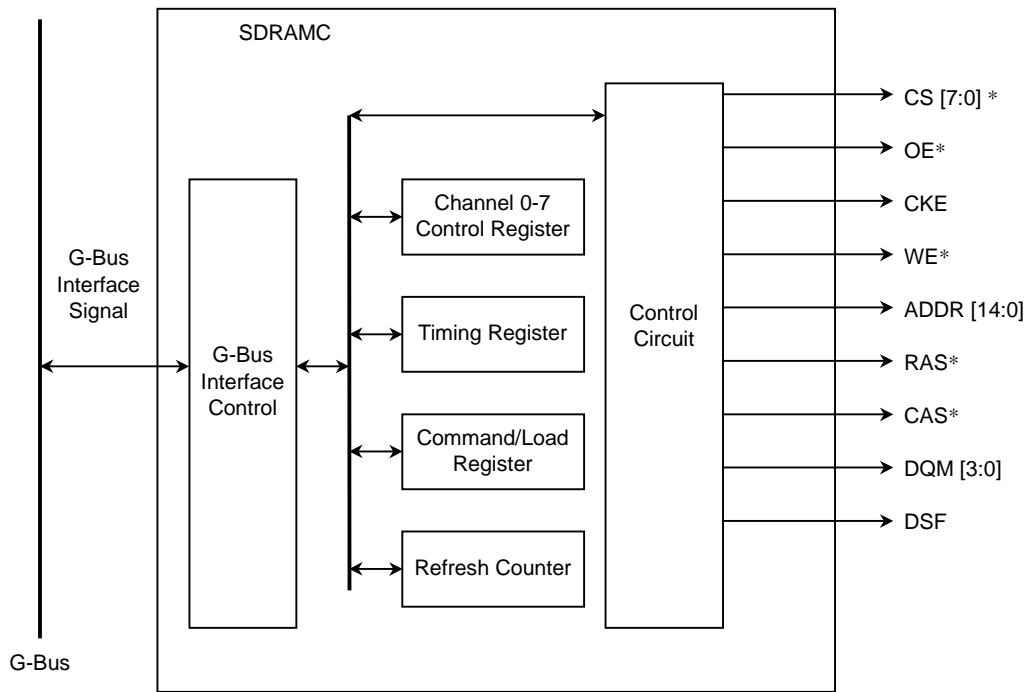 SDRAMC
CS [7:0] *
OE*
CKE
WE*
ADDR [14:0]
RAS*
CAS*
DQM [3:0]
DSF
Channel 0-7
Control Register
Timing Register
Command/Load
Register
Refresh Counter
Control
Circuit
G-Bus
Interface
Signal
G-Bus
Interface
Control
G-Bus